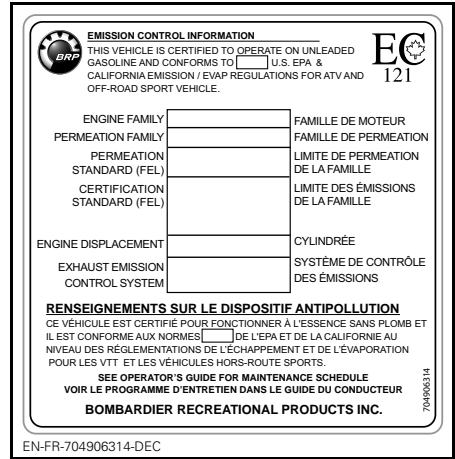 EMISSION CONTROL INFORMATION
THIS VEHICLE IS CERTIFIED TO OPERATE ON UNLEADED
GASOLINE AND CONFORMS TO U.S. EPA &
CALIFORNIA EMISSION / EVAP REGULATIONS FOR ATV AND
OFF-ROAD SPORT VEHICLE.
BRP
EC
121
ENGINE FAMILY FAMILLE DE MOTEUR
PERMEATION FAMILY FAMILLE DE PERMEATION
PERMEATION LIMITE DE PERMEATION
STANDARD (FEL) DE LA FAMILLE
CERTIFICATION LIMITE DES ÉMISSIONS
STANDARD (FEL) DE LA FAMILLE
ENGINE DISPLACEMENT CYLINDRÉE
EXHAUST EMISSION SYSTÈME DE CONTRÔLE
CONTROL SYSTEM DES ÉMISSIONS
RENSEIGNEMENTS SUR LE DISPOSITIF ANTIPOLLUTION
CE VÉHICULE EST CERTIFIÉ POUR FONCTIONNER À L'ESSENCE SANS PLOMB ET
IL EST CONFORME AUX NORMES DE L'EPA ET DE LA CALIFORNIE AU
NIVEAU DES RÉGLEMENTATIONS DE L'ÉCHAPPEMENT ET DE L'ÉVAPORATION
POUR LES VTT ET LES VÉHICULES HORS-ROUTE SPORTS.
SEE OPERATOR'S GUIDE FOR MAINTENANCE SCHEDULE
VOIR LE PROGRAMME D'ENTRETIEN DANS LE GUIDE DU CONDUCTEUR
BOMBARDIER RECREATIONAL PRODUCTS INC.
704906314
EN-FR-704906314-DEC